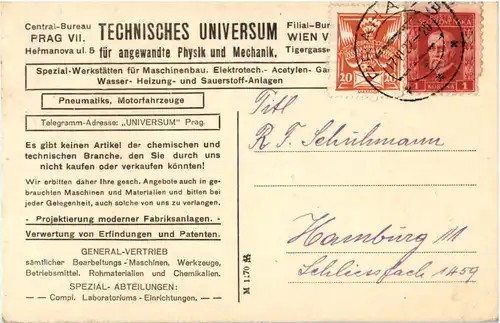 Central-Bureau
PRAG VII.
Heřmanova ul. 5
TECHNISCHES UNIVERSUM
für angewandte Physik und Mechanik.
Filial-Bur
WIEN V
Tigergasse
Spezial-Werkstätten für Maschinenbau. Elektrotech.- Acetylen- Gas
Wasser- Heizung- und Sauerstoff-Anlagen
Pneumatiks, Motorfahrzeuge
Telegramm-Adresse: „UNIVERSUM” Prag.
Es gibt keinen Artikel der chemischen und
technischen Branche, den Sie durch uns
nicht kaufen oder verkaufen könnten!
Wir erbitten daher Ihre gesch. Angebote auch in ge-
brauchten Maschinen und Materialien und bitten bei
jeder Gelegenheit, auch solche von uns zu verlangen.
- Projektierung moderner Fabriksanlagen. -
Verwertung von Erfindungen und Patenten.
GENERAL-VERTRIEB
sämtlicher Bearbeitungs-Maschinen, Werkzeuge,
Betriebsmittel. Rohmaterialien und Chemikalien.
SPEZIAL- ABTEILUNGEN:
Compl. Laboratoriums - Einrichtungen.
M 1:70
20 20
1
Titl
R. F. Schuhmann
Hamburg 11
Schliessfach 1459